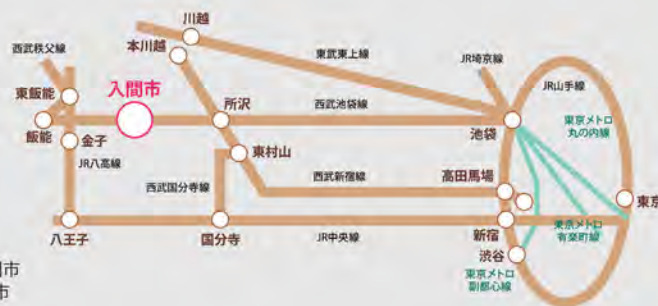 川越
西武秩父線
本川越
東武東上線
JR埼京線
入間市
JR山手線
東飯能
所沢
西武池袋線
東京メトロ
丸の内線
飯能
金子
池袋
東村山
JR八高線
高田馬場
西武国分寺線
西武新宿線
東京
八王子
国分寺
JR中央線
新宿
東京メトロ
有楽町線
渋谷
東京メトロ
副都心線
市